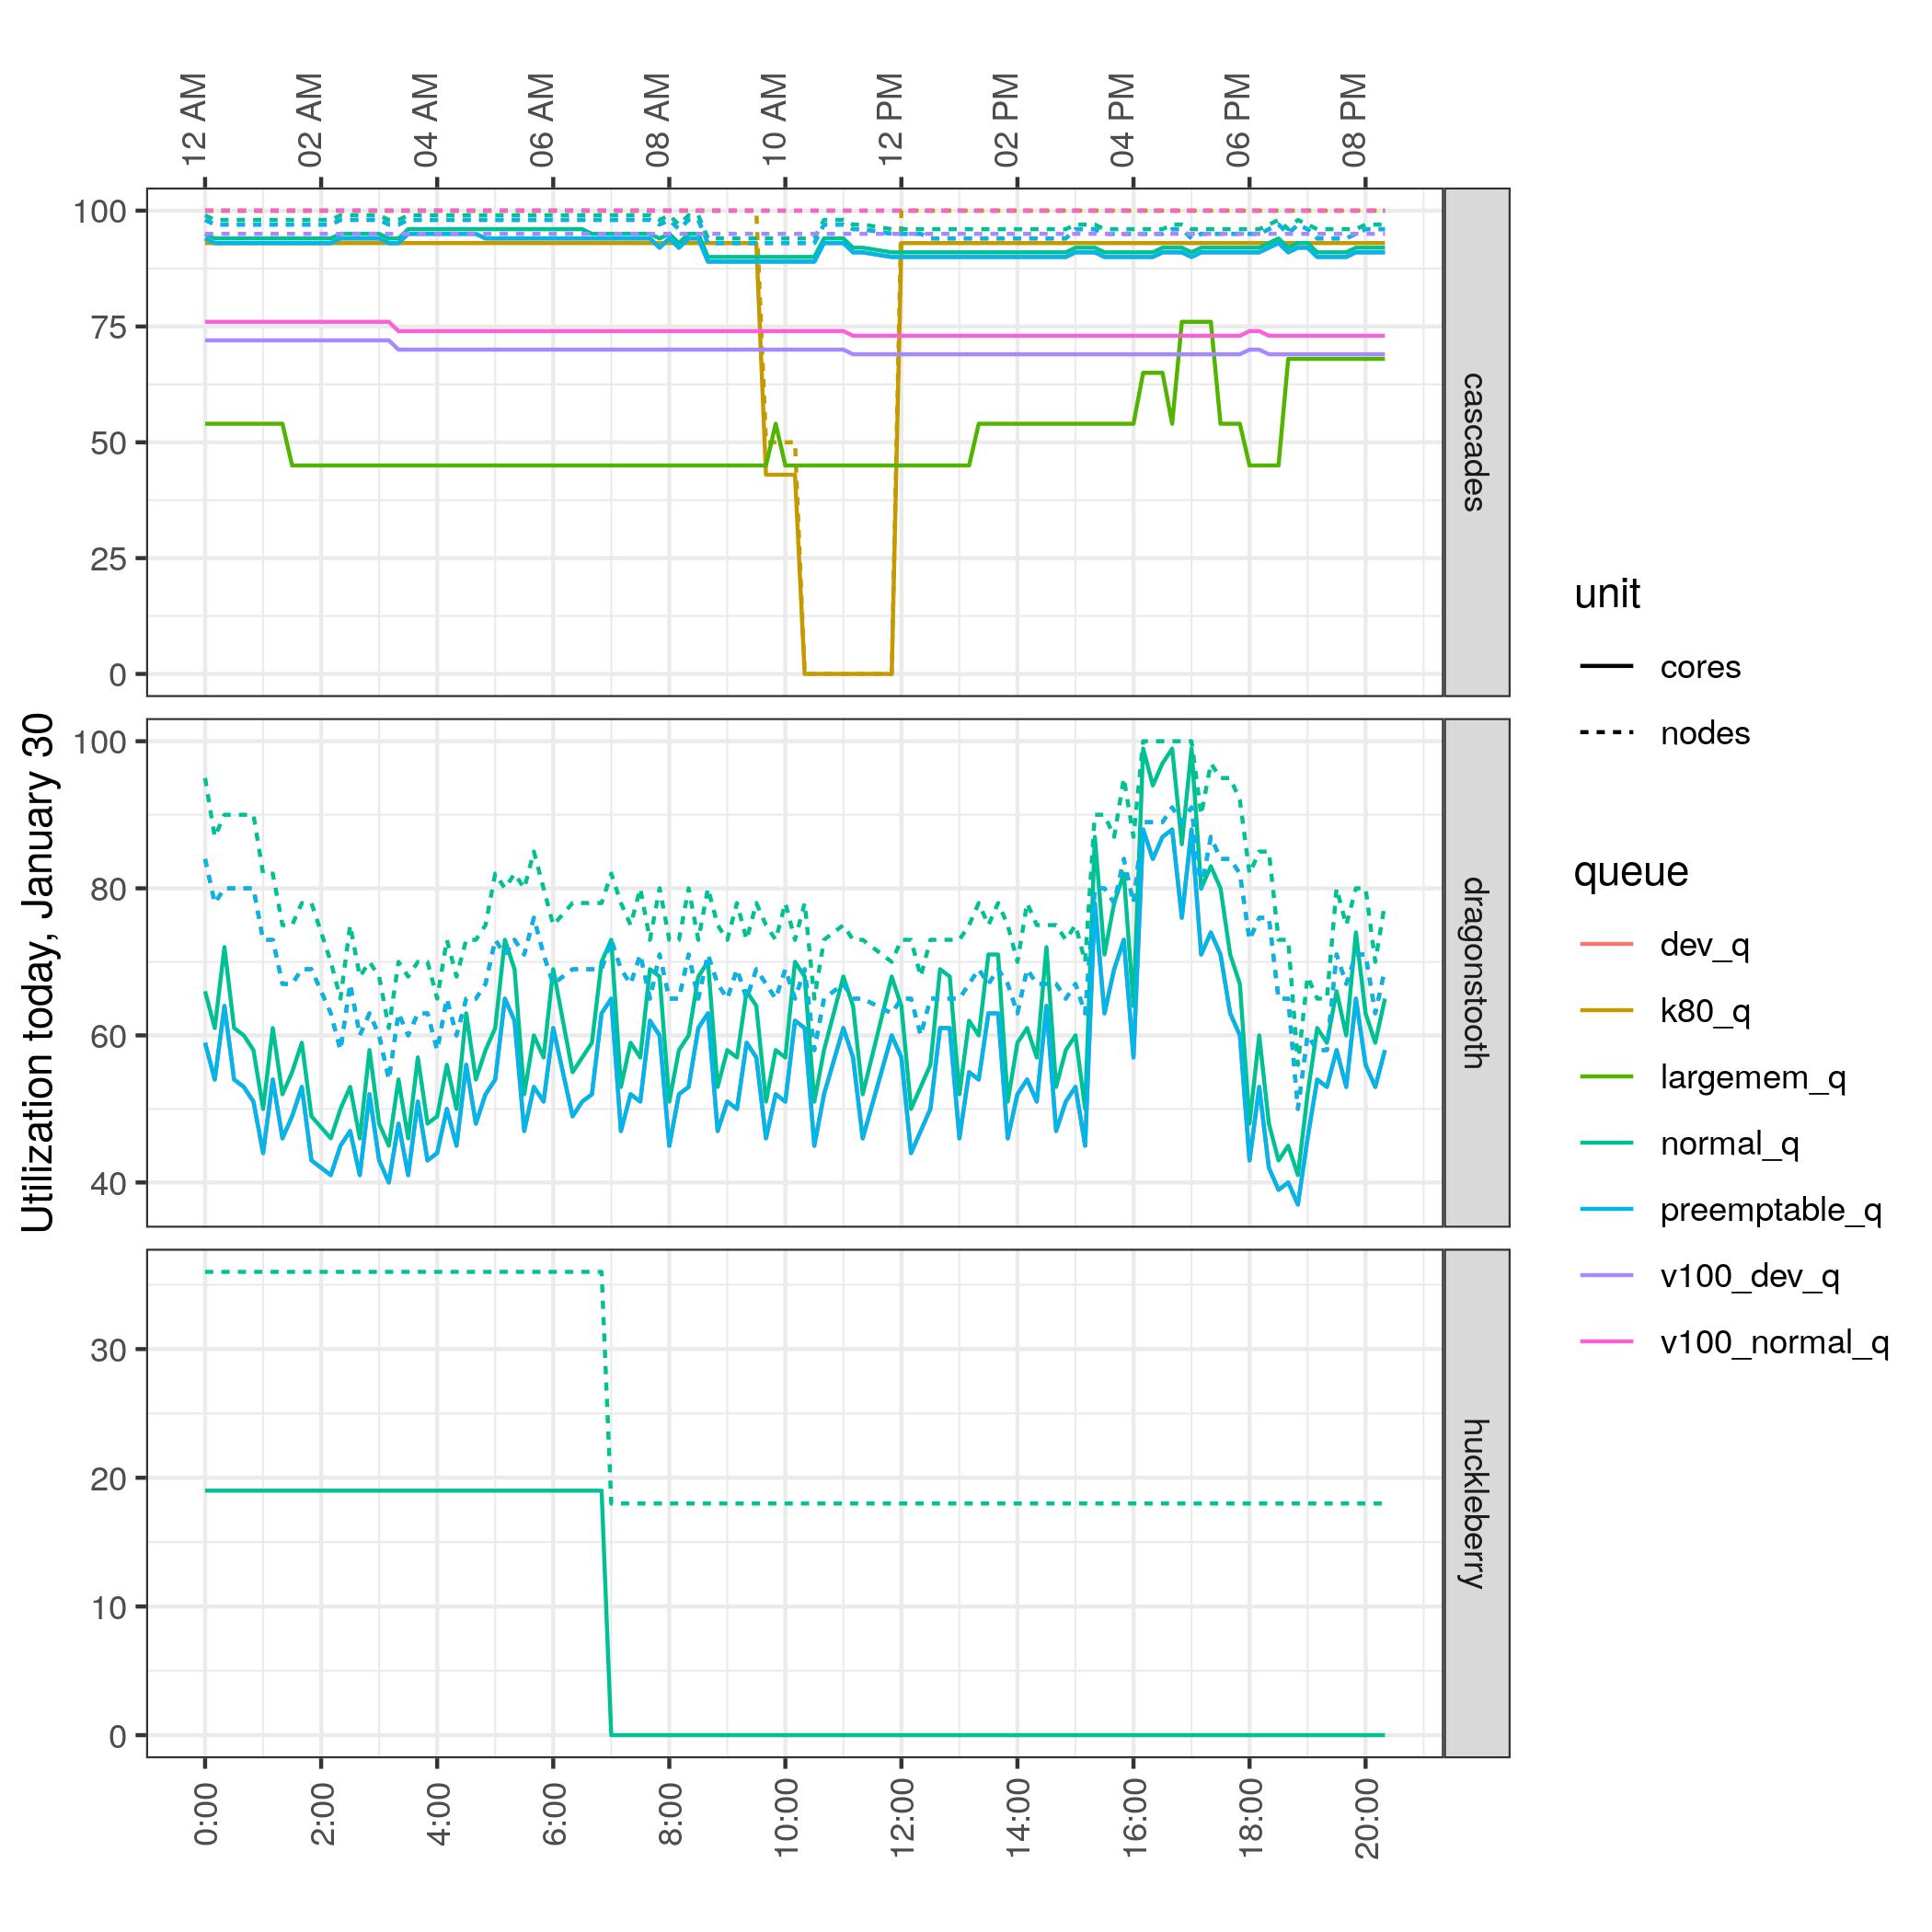 12 AM
02 AM
04 AM
06 AM
08 AM
10 AM
12 PM
02 PM
04 PM
06 PM
08 PM
Utilization today, January 30
100
75
50
25
0
cascades
100
80
60
40
dragonstooth
30
20
10
0
huckleberry
0:00
2:00
4:00
6:00
8:00
10:00
12:00
14:00
16:00
18:00
20:00
unit
cores
nodes
queue
dev_q
k80_q
largemem_q
normal_q
preemptable_q
v100_dev_q
v100_normal_q